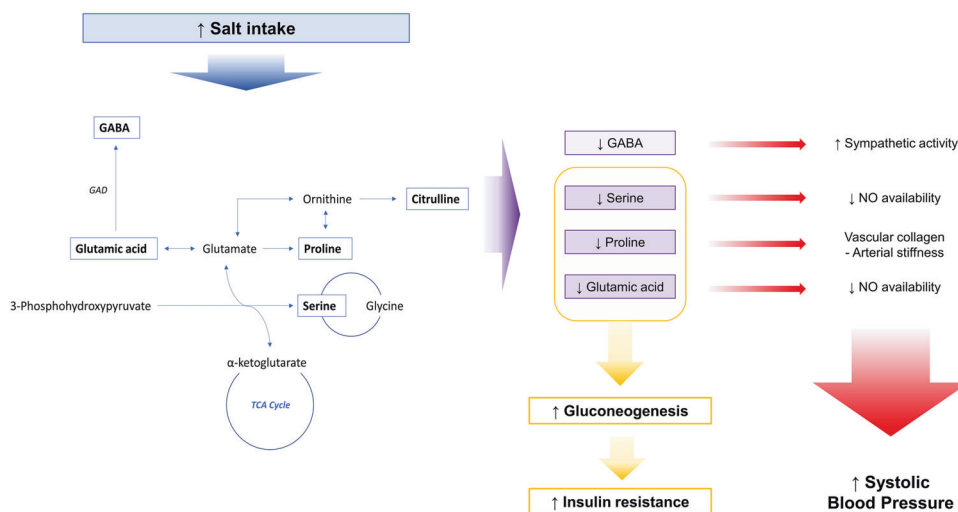 ↑ Salt intake
GABA
GAD
Ornithine
Citrulline
Glutamic acid
Glutamate
Proline
3-Phosphohydroxypyruvate
Serine
Glycine
α-ketoglutarate
TCA Cycle
↓ GABA
↑ Sympathetic activity
↓ Serine
↓ NO availability
↓ Proline
Vascular collagen
- Arterial stiffness
↓ Glutamic acid
↓ NO availability
↑ Gluconeogenesis
↑ Insulin resistance
↑ Systolic
Blood Pressure